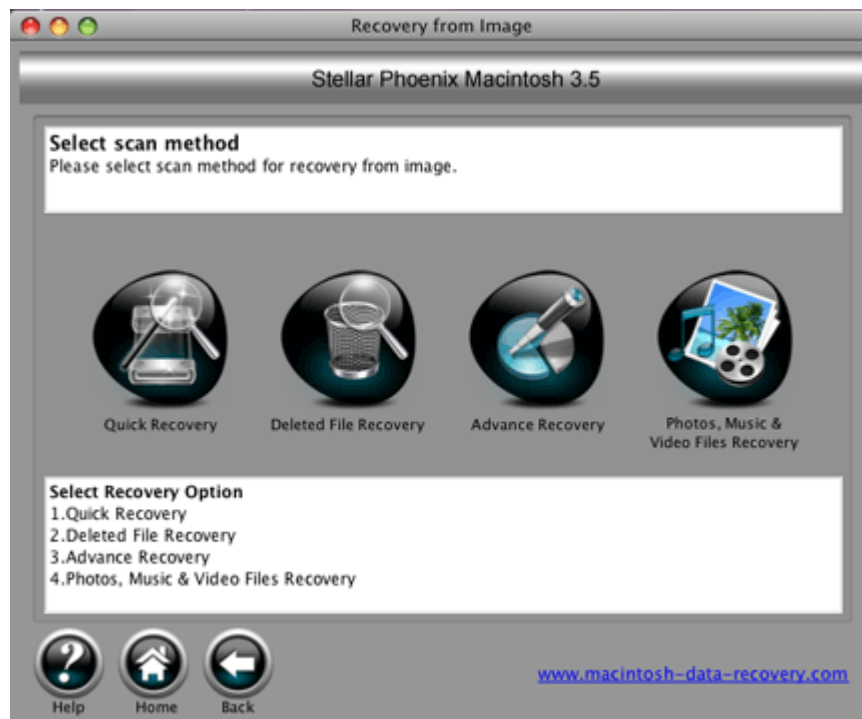 Recovery from Image
Stellar Phoenix Macintosh 3.5
Select scan method
Please select scan method for recovery from image.
Quick Recovery
Deleted File Recovery
Advance Recovery
Photos, Music &
Video Files Recovery
Select Recovery Option
1.Quick Recovery
2.Deleted File Recovery
3.Advance Recovery
4.Photos, Music & Video Files Recovery
?
Help
Home
Back
www.macintosh-data-recovery.com